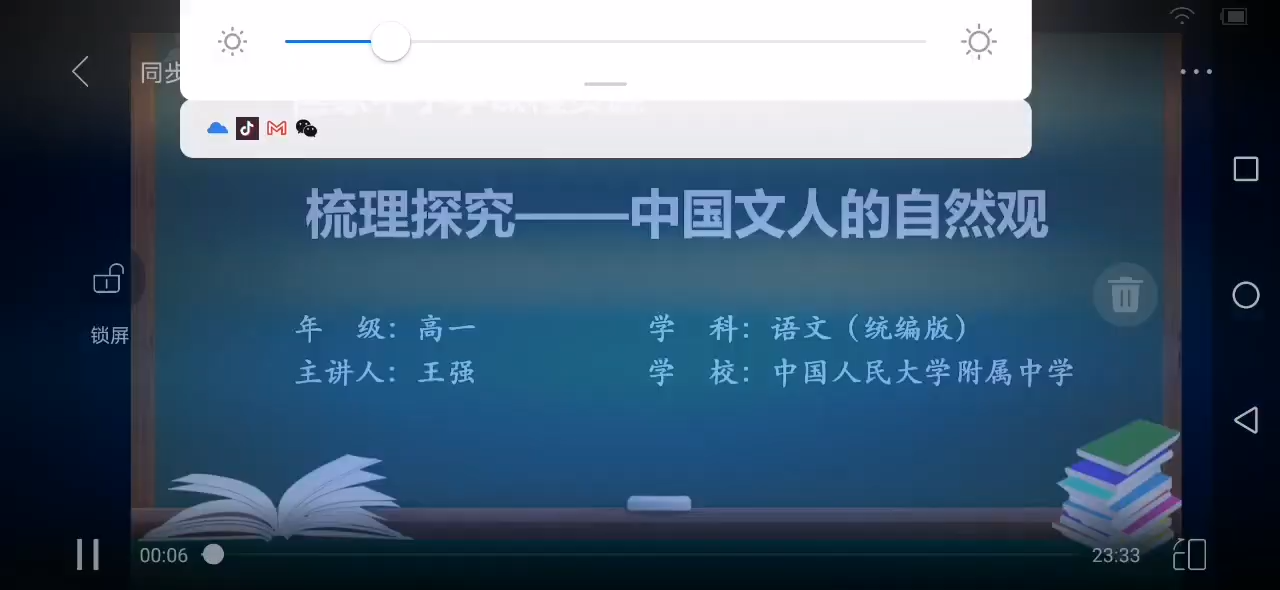 同步
梳理探究——中国文人的自然观
年 级：高一 学 科：语文（统编版）
主讲人：王强 学 校：中国人民大学附属中学
锁屏
00:06 23:33